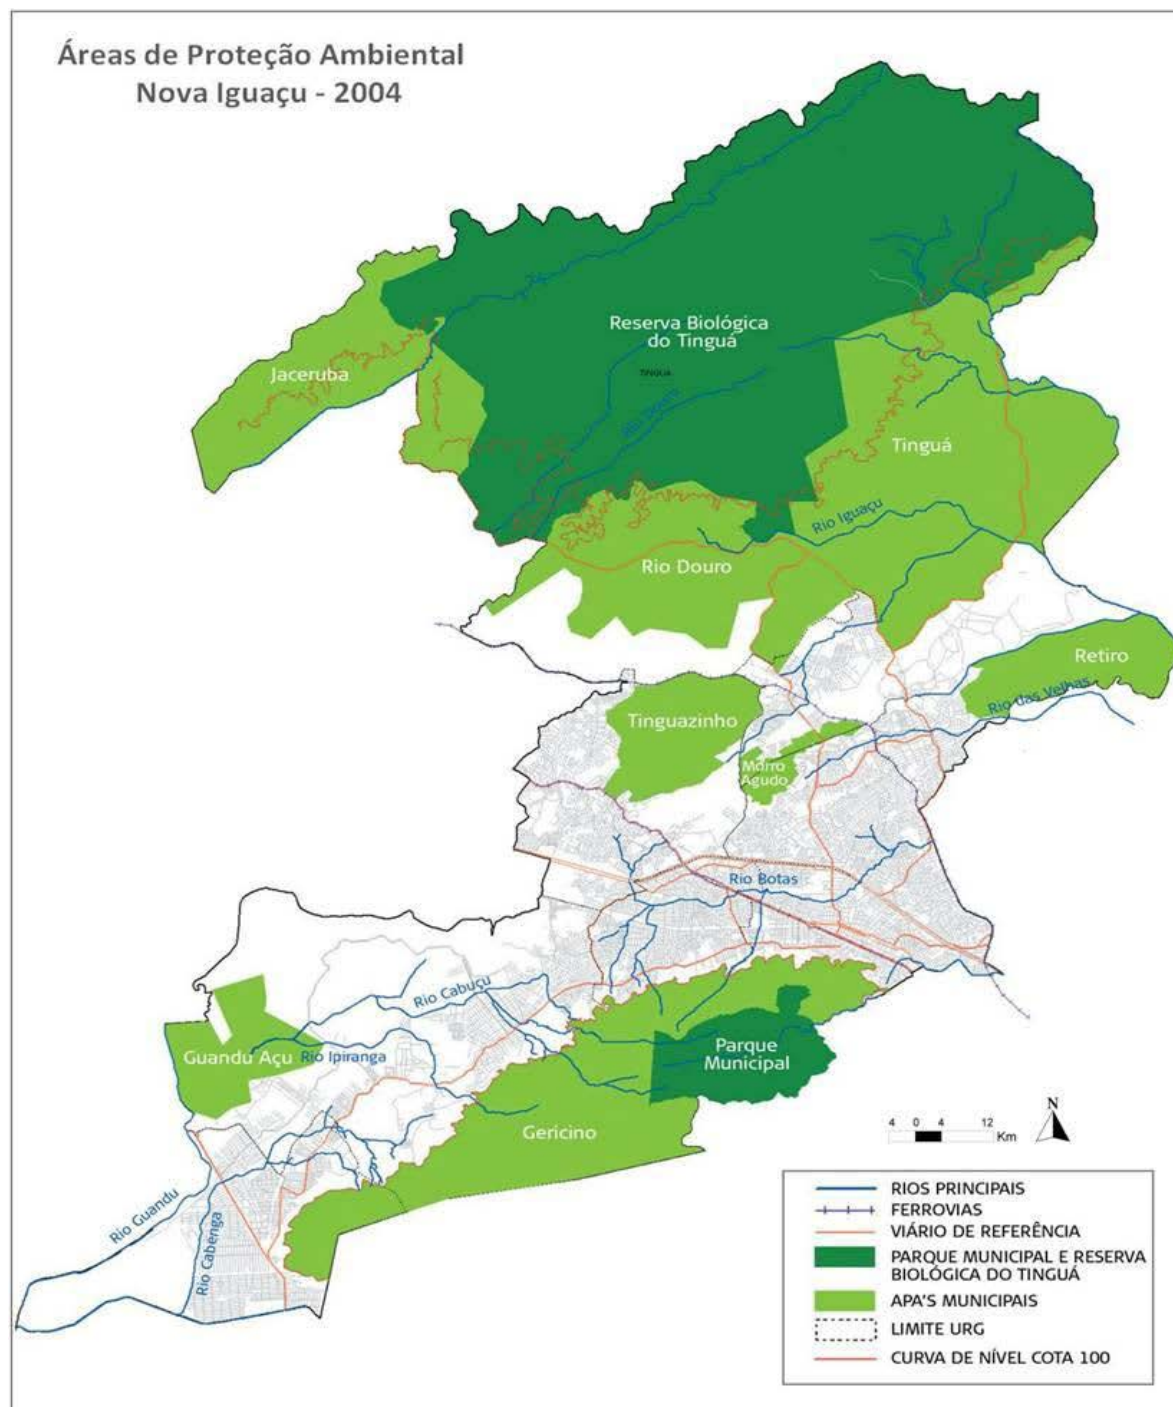 Áreas de Proteção Ambiental
Nova Iguaçu - 2004
Reserva Biológica
do Tinguá
TINGUA
Rio Douro
Jaceruba
Tinguá
Rio Iguaçu
Rio Douro
Retiro
Rio das Velhas
Tinguazinho
Morro
Agudo
Rio Botas
Rio Cabuçu
Guandu Açu
Rio Ipiranga
Parque
Municipal
Gericino
Rio Guandu
Rio Cabenga
N
4 0 4 12
Km
RIOS PRINCIPAIS
FERROVIAS
VIÁRIO DE REFERÊNCIA
PARQUE MUNICIPAL E RESERVA
BIOLÓGICA DO TINGUÁ
APA'S MUNICIPAIS
LIMITE URG
CURVA DE NÍVEL COTA 100